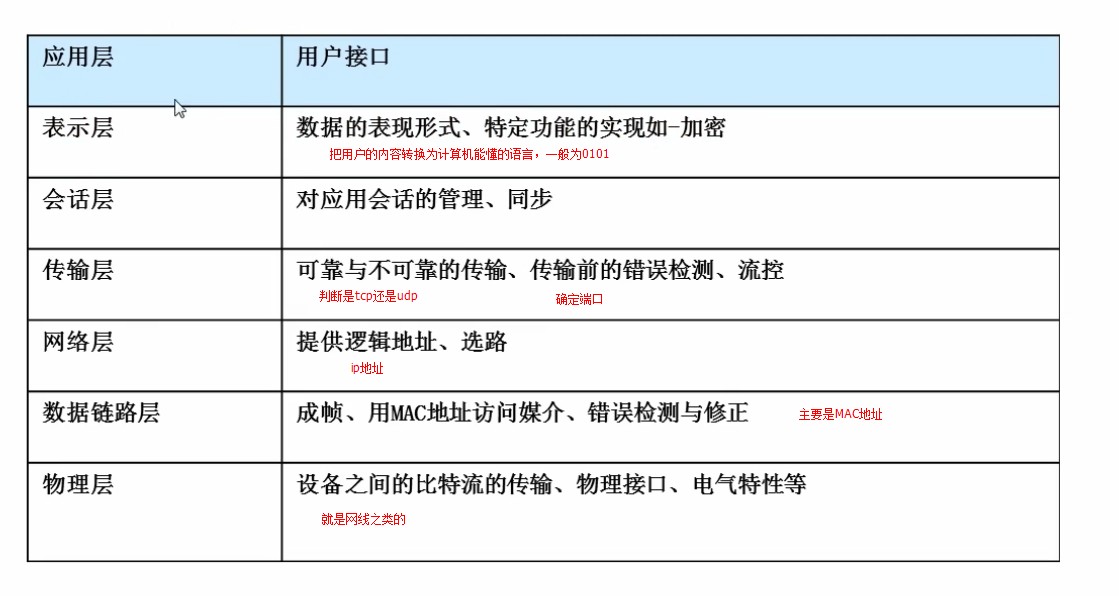 应用层
用户接口
表示层
数据的表现形式、特定功能的实现如-加密
把用户的内容转换为计算机能懂的语言，一般为0101
会话层
对应用会话的管理、同步
传输层
可靠与不可靠的传输、传输前的错误检测、流控
判断是tcp还是udp
确定端口
网络层
提供逻辑地址、选路
ip地址
数据链路层
成帧、用MAC地址访问媒介、错误检测与修正
主要是MAC地址
物理层
设备之间的比特流的传输、物理接口、电气特性等
就是网线之类的